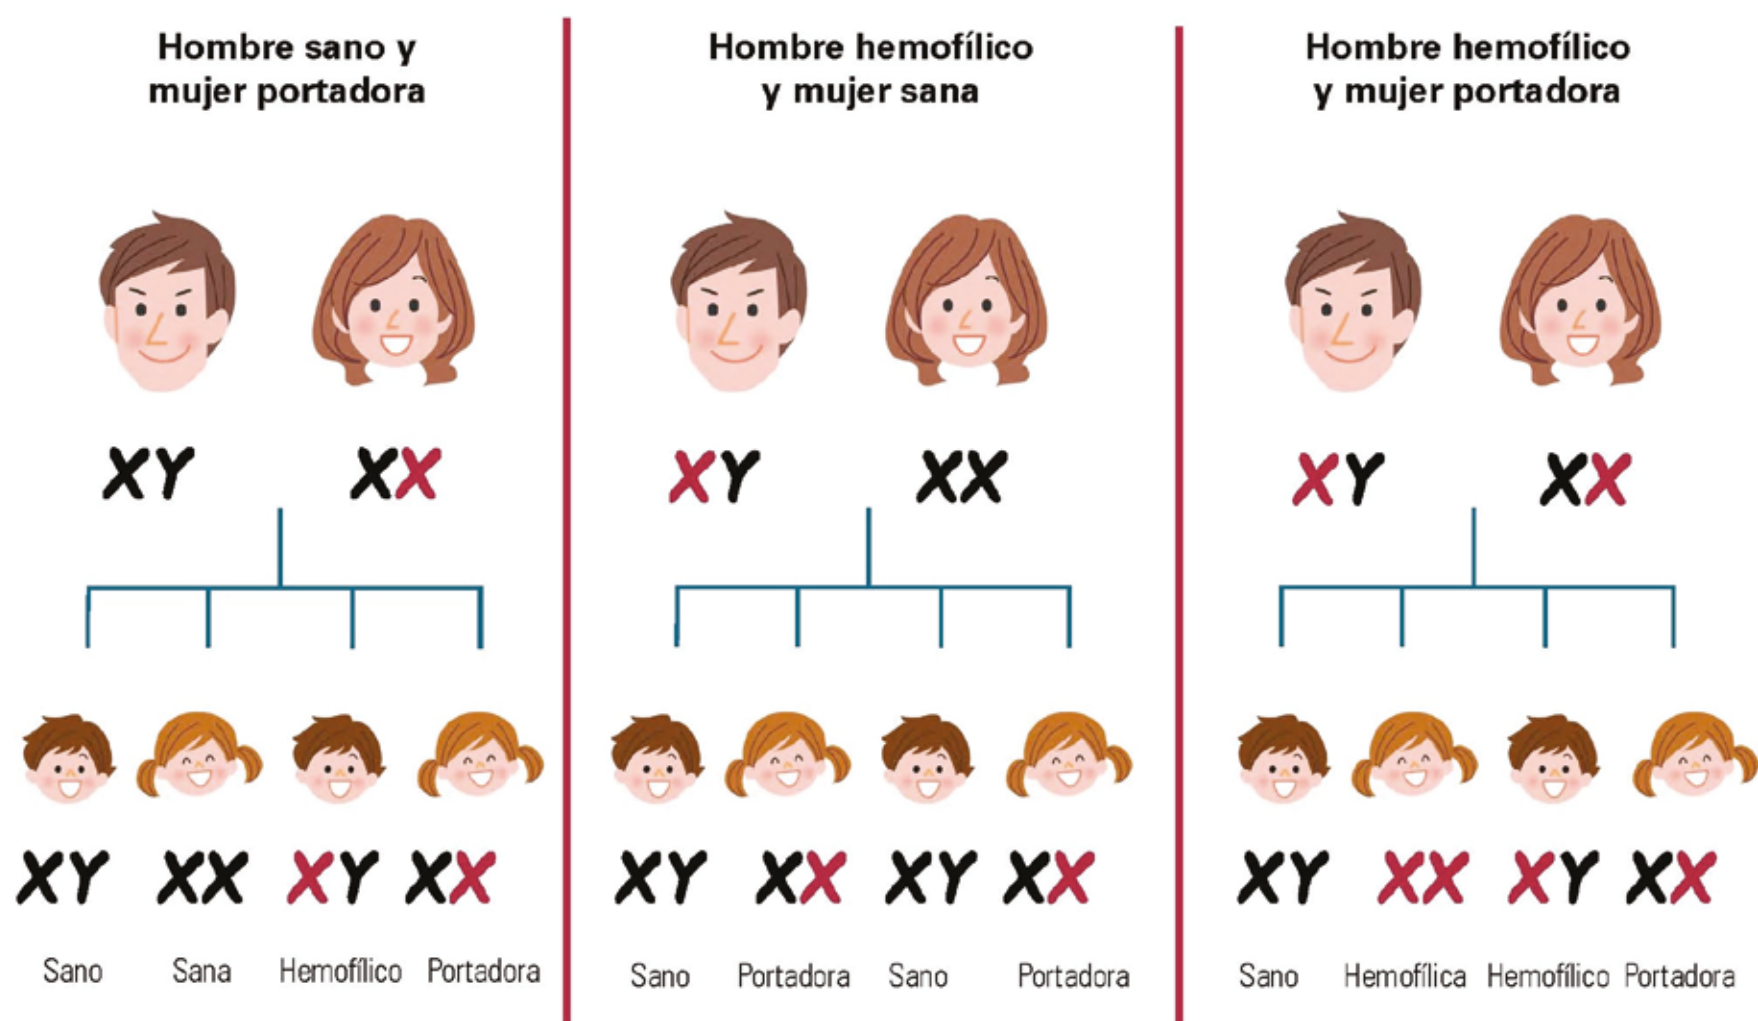 Hombre sano y
mujer portadora
XY XX
XY XX XY XX
Sano Sana Hemofílico Portadora
Hombre hemofílico
y mujer sana
XY XX
XY XX XY XX
Sano Portadora Sano Portadora
Hombre hemofílico
y mujer portadora
XY XX
XY XX XY XX
Sano Hemofílica Hemofílico Portadora